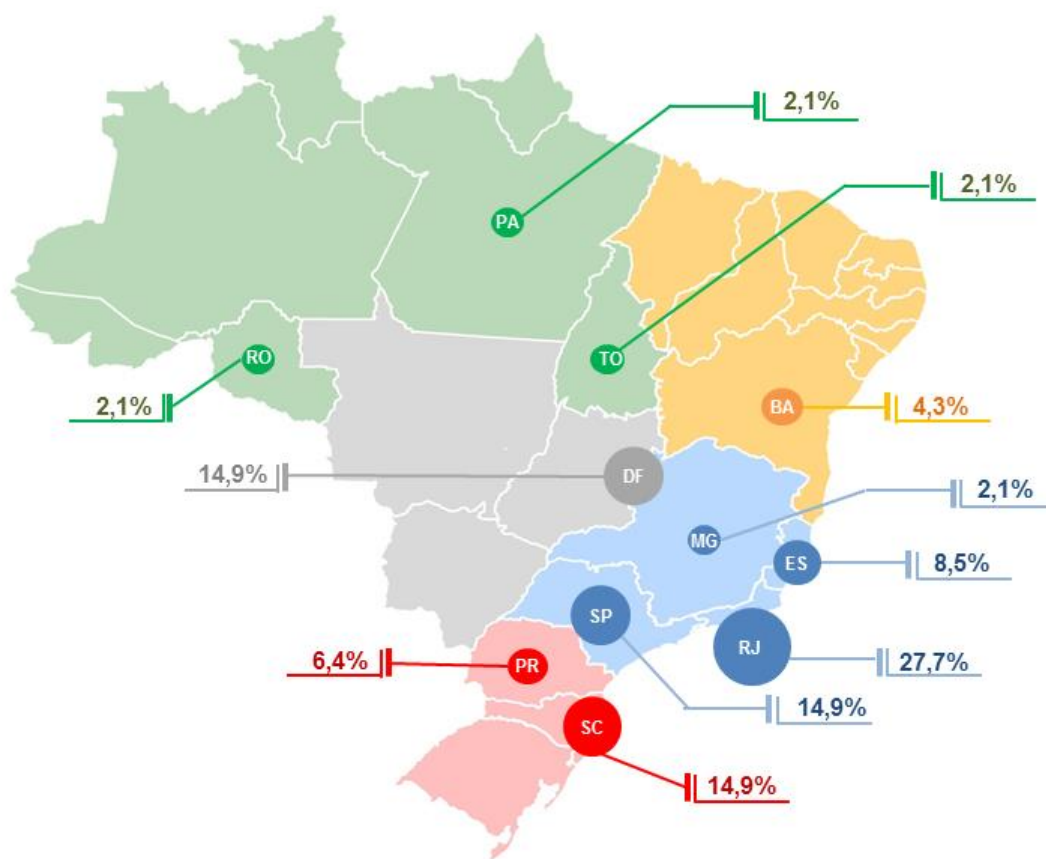 2,1%
PA
2,1%
RO
TO
2,1%
BA
4,3%
14,9%
DF
2,1%
MG
ES
8,5%
SP
RJ
6,4%
PR
27,7%
14,9%
SC
14,9%